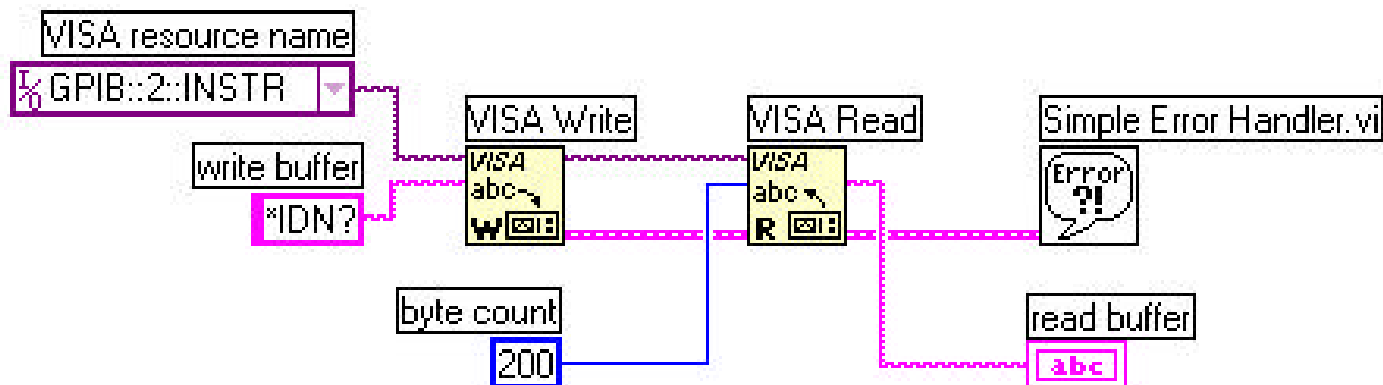 VISA resource name
I/O GPIB::2::INSTR
VISA Write
VISA Read
Simple Error Handler.vi
write buffer
*IDN?
VISA
abc
W
VISA
abc
R
Error
?!
byte count
200
read buffer
abc